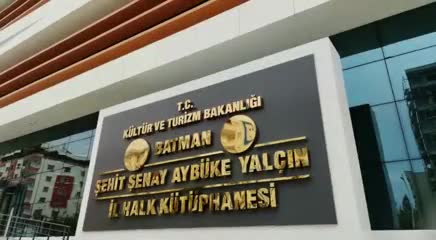 T.C.
KÜLTÜR VE TURİZM BAKANLIĞI
BATMAN
ŞEHİT ŞENAY AYBÜKE YALÇIN
İL HALK KÜTÜPHANESİ